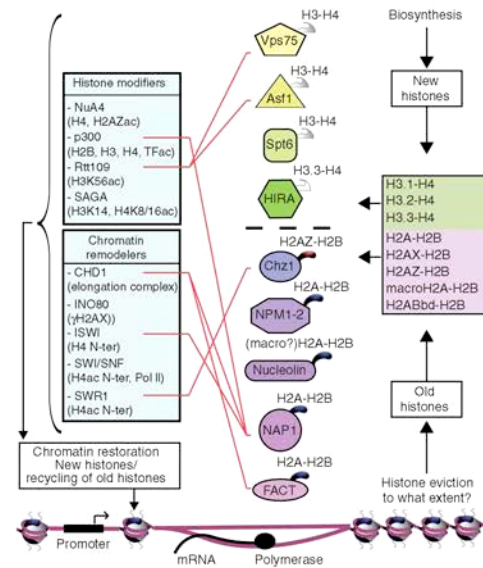 Histone modifiers
- NuA4
(H4, H2AZac)
- p300
(H2B, H3, H4, TFac)
- Rtt109
(H3K56ac)
- SAGA
(H3K14, H4K8/16ac)
Chromatin
remodelers
- CHD1
(elongation complex)
- INO80
(γH2AX))
- ISWI
(H4 N-ter)
- SWI/SNF
(H4ac N-ter, Pol II)
- SWR1
(H4ac N-ter)
Chromatin restoration
New histones/
recycling of old histones
H3-H4
Vps75
H3-H4
Asf1
H3-H4
Spt6
H3.3-H4
HIRA
H2AZ-H2B
Chz1
H2A-H2B
NPM1-2
(macro?)H2A-H2B
Nucleolin
H2A-H2B
NAP1
H2A-H2B
FACT
Biosynthesis
New
histones
H3.1-H4
H3.2-H4
H3.3-H4
H2A-H2B
H2AX-H2B
H2AZ-H2B
macroH2A-H2B
H2ABbd-H2B
Old
histones
Histone eviction
to what extent?
Promoter
mRNA
Polymerase